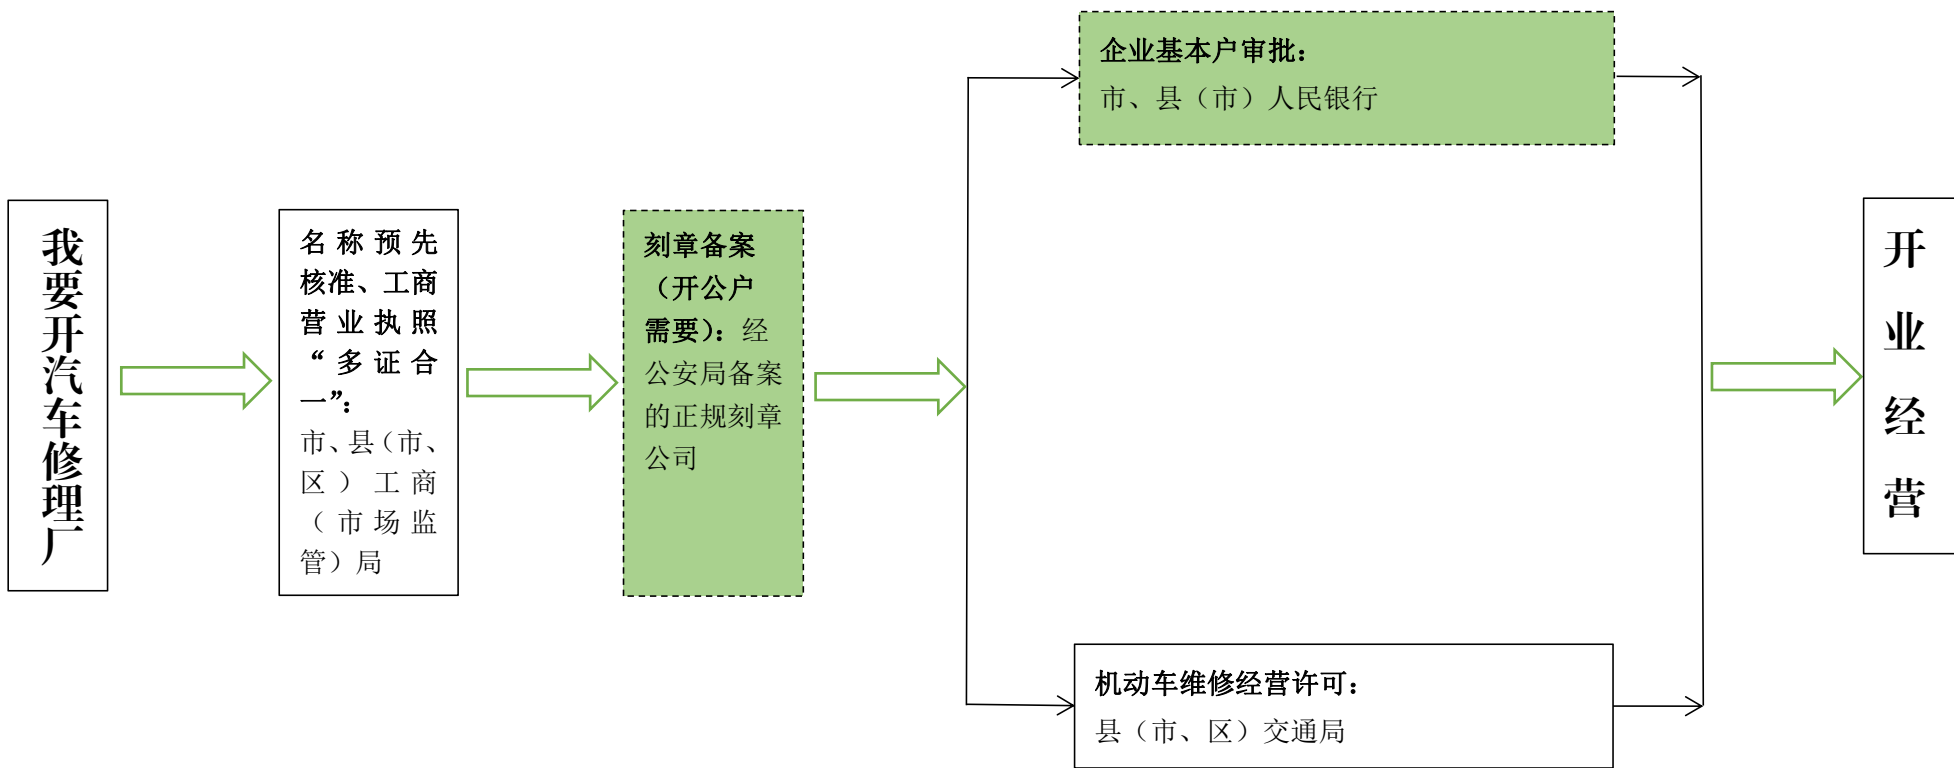 我要开汽车修理厂
名称预先
核准、工商
营业执照
“多证合
一”：
市、县（市、
区）工商
（市场监
管）局
刻章备案
（开公户
需要）：经
公安局备案
的正规刻章
公司
企业基本户审批：
市、县（市）人民银行
机动车维修经营许可：
县（市、区）交通局
开业经营